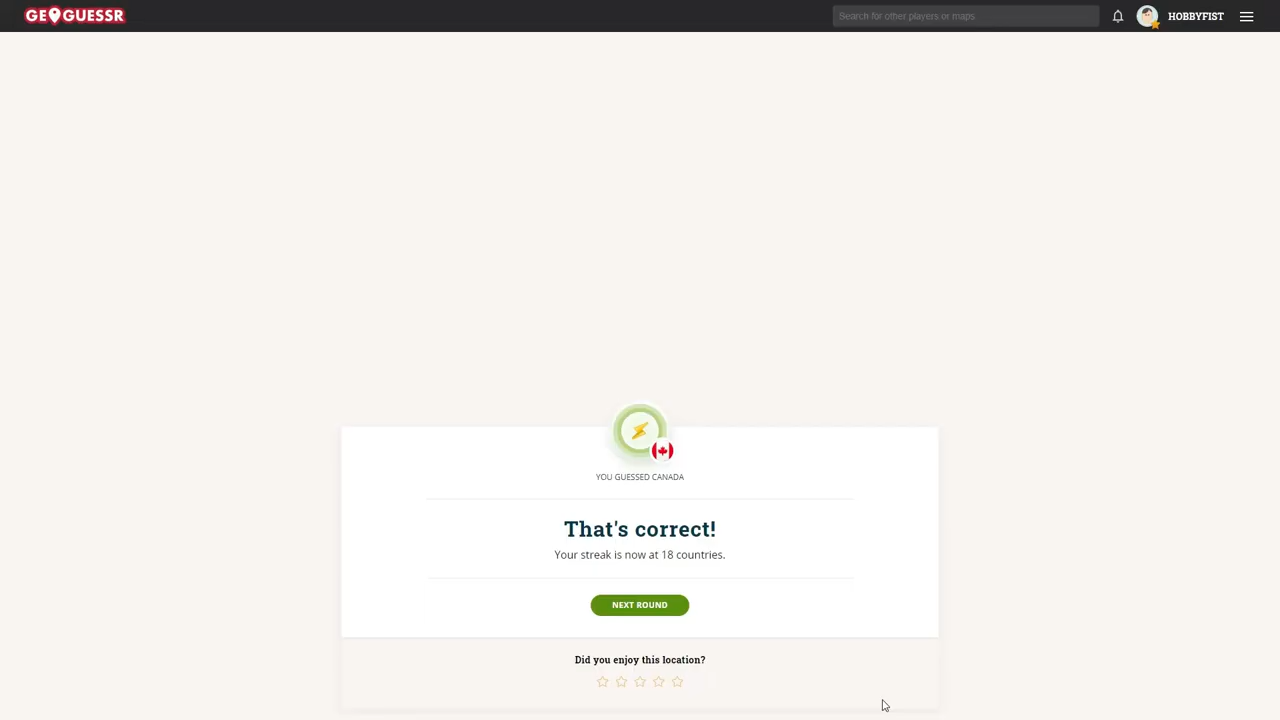 GEOGUESSR
Search for other players or maps
HOBBYFIST
YOU GUESSED CANADA
That's correct!
Your streak is now at 18 countries.
NEXT ROUND
Did you enjoy this location?